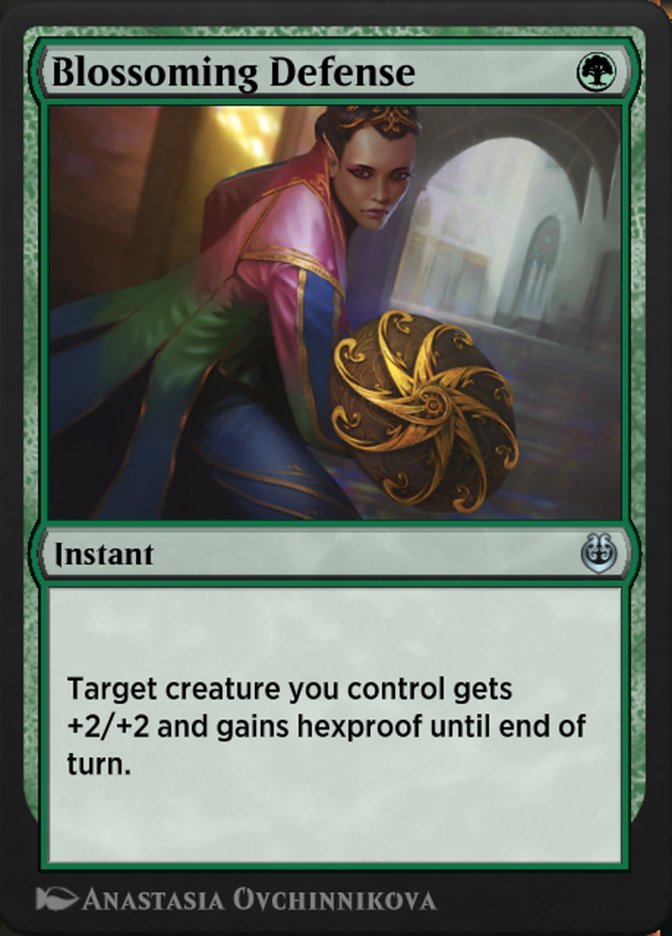 Blossoming Defense
Instant
Target creature you control gets
+2/+2 and gains hexproof until end of
turn.
Anastasia Ovchinnikova